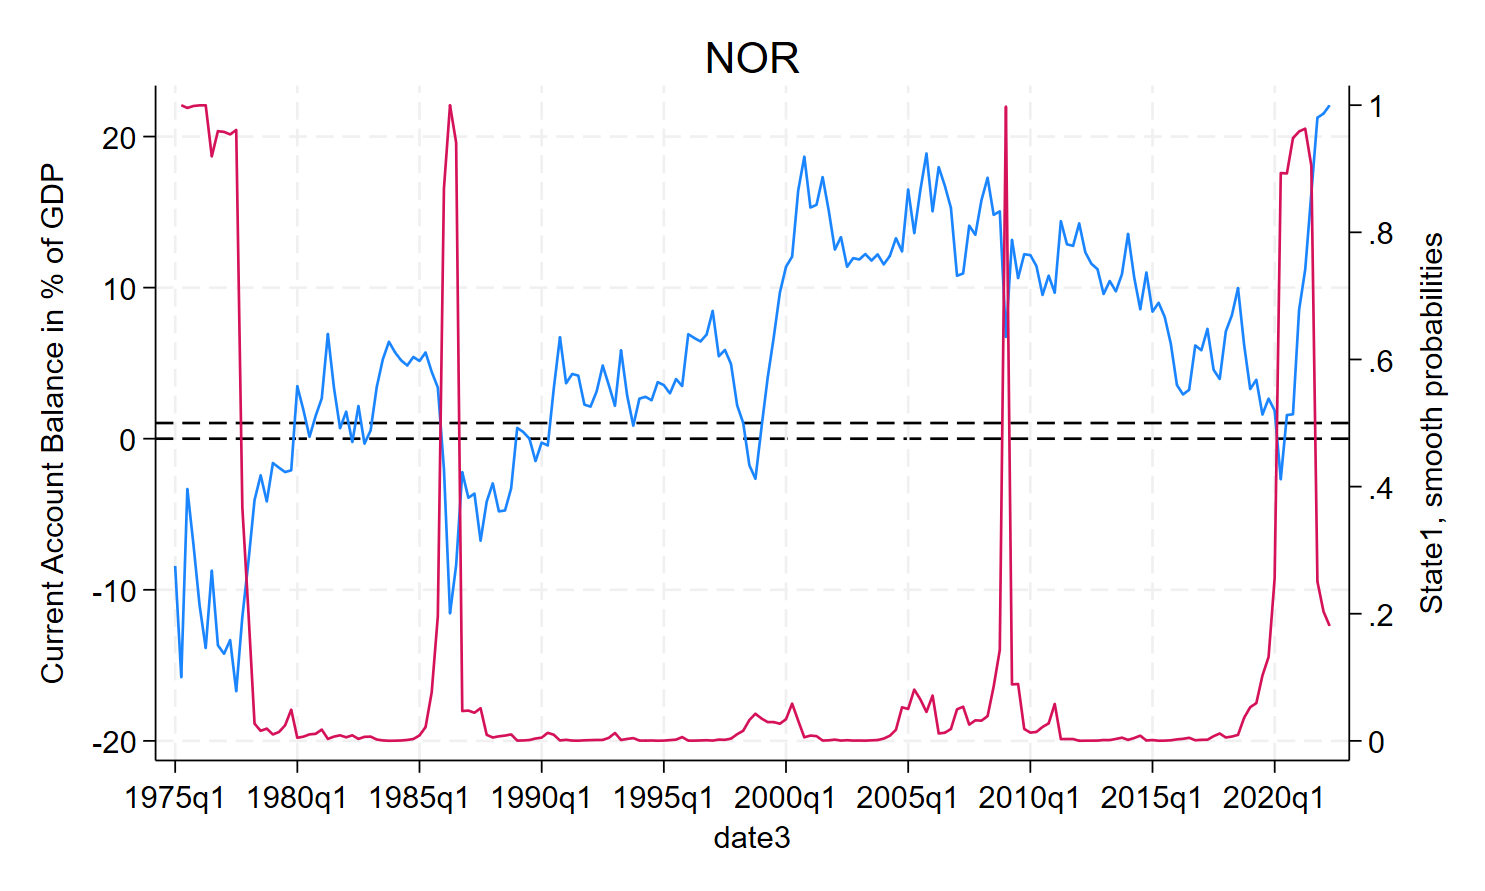 NOR
Current Account Balance in % of GDP
20
10
0
-10
-20
State1, smooth probabilities
1
.8
.6
.4
.2
0
1975q1 1980q1 1985q1 1990q1 1995q1 2000q1 2005q1 2010q1 2015q1 2020q1
date3